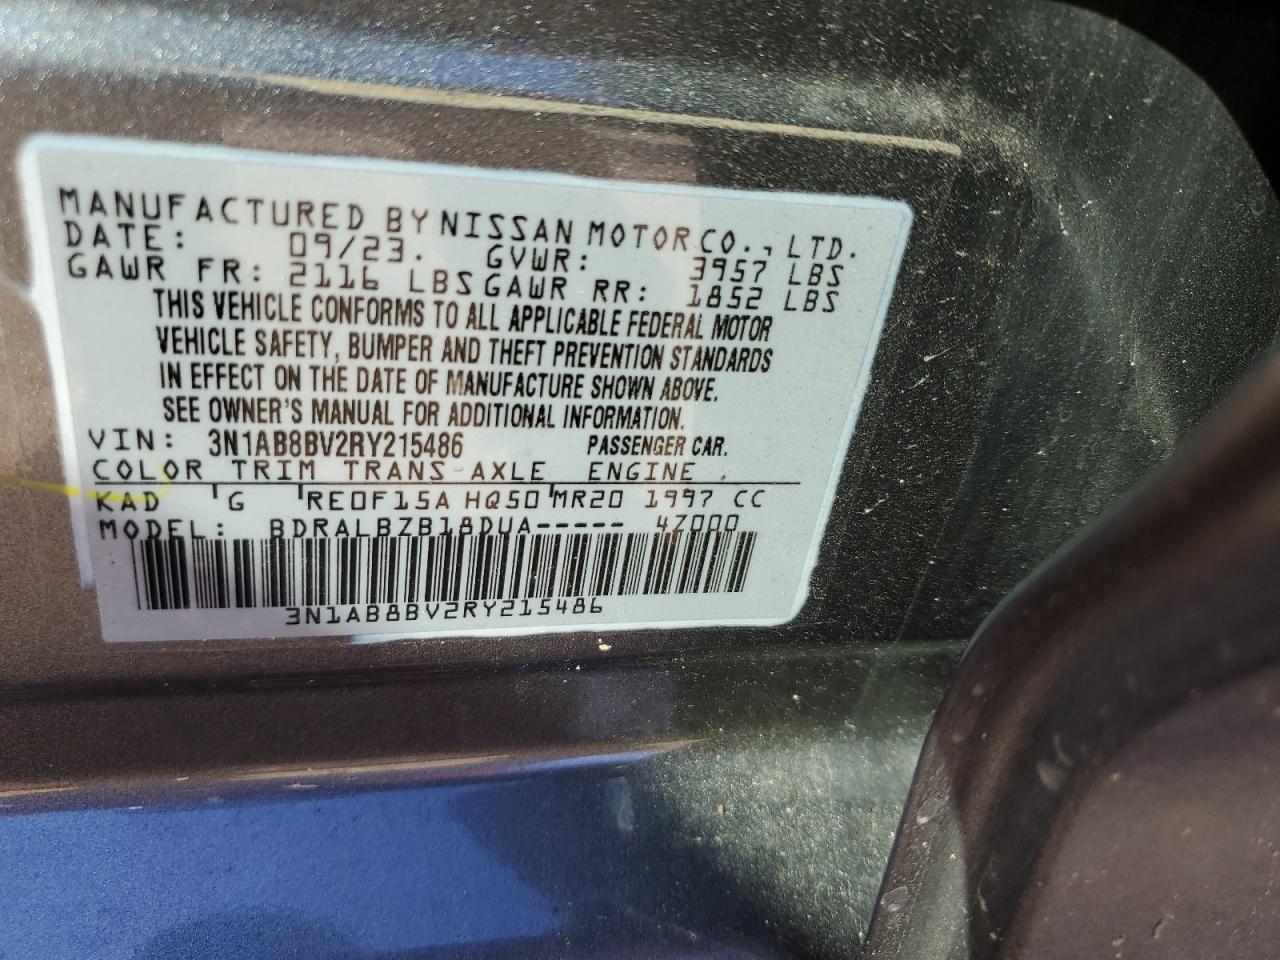 MANUFACTURED BY NISSAN MOTOR CO., LTD.
DATE: 09/23. GVWR: 3957 LBS
GAWR FR: 2116 LBS GAWR RR: 1852 LBS
THIS VEHICLE CONFORMS TO ALL APPLICABLE FEDERAL MOTOR
VEHICLE SAFETY, BUMPER AND THEFT PREVENTION STANDARDS
IN EFFECT ON THE DATE OF MANUFACTURE SHOWN ABOVE.
SEE OWNER'S MANUAL FOR ADDITIONAL INFORMATION.
VIN: 3N1AB8BV2RY215486 PASSENGER CAR.
COLOR TRIM TRANS AXLE ENGINE
KAD G RE0F15A HQ50 MR20 1997 CC
MODEL: BDRALBZB18DUA----- 4Z000
3N1AB8BV2RY215486